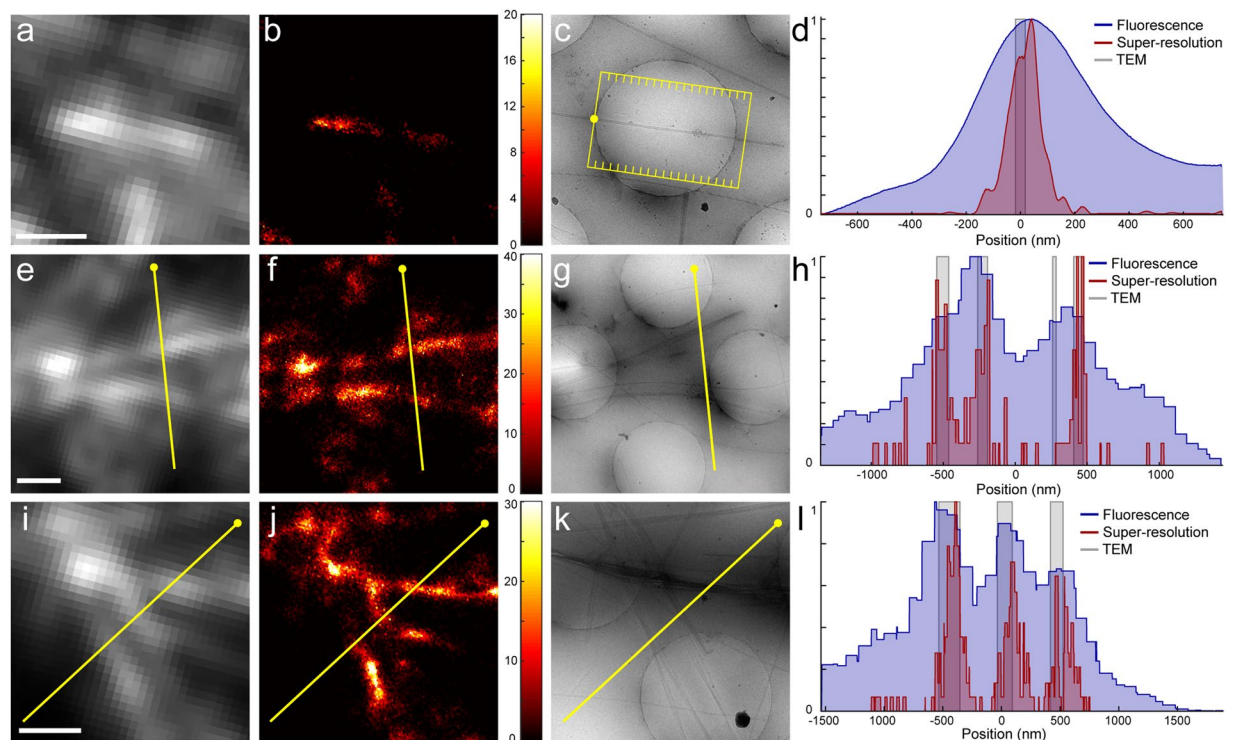 a
20
16
12
8
4
0
b
c
d
1
0
Fluorescence
Super-resolution
TEM
-600 -400 -200 0 200 400 600
Position (nm)
e
40
30
20
10
0
f
g
h
1
0
Fluorescence
Super-resolution
TEM
-1000 -500 0 500 1000
Position (nm)
i
30
20
10
0
j
k
l
1
0
Fluorescence
Super-resolution
TEM
-1500 -1000 -500 0 500 1000 1500
Position (nm)